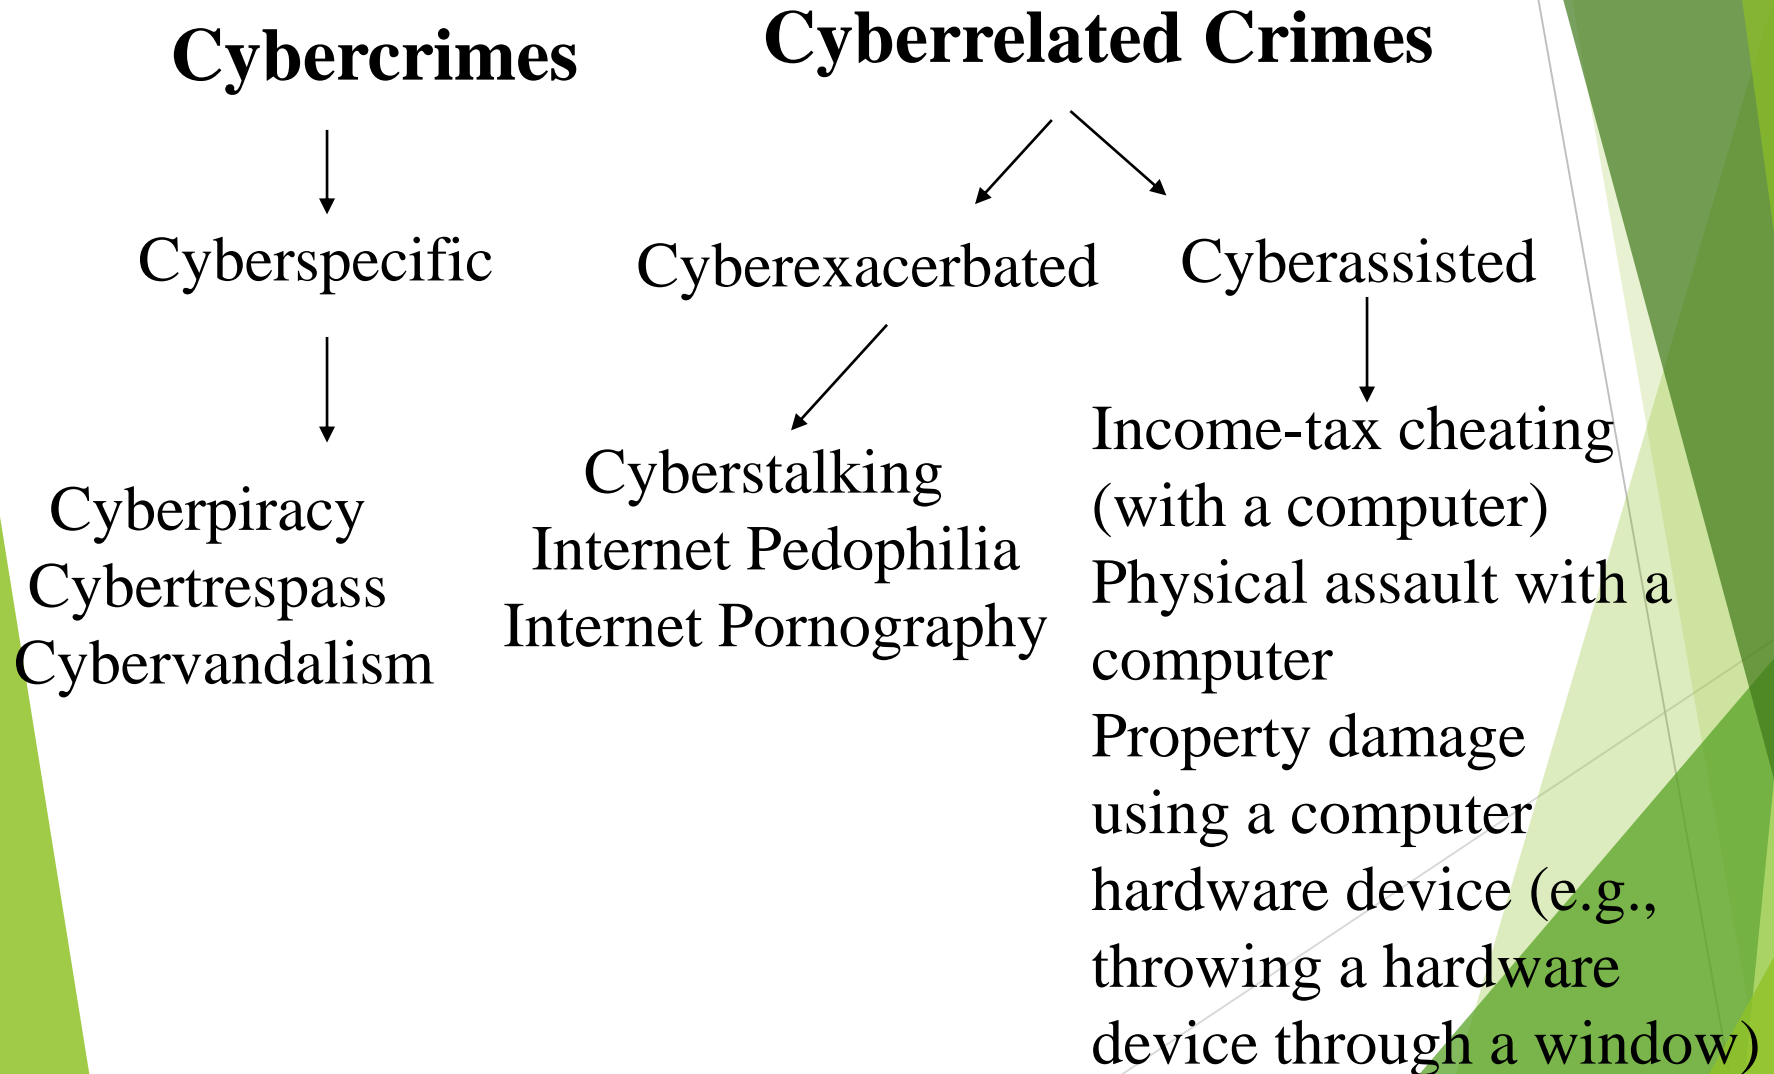 Cybercrimes
Cyberrelated Crimes
Cyberspecific
Cyberexacerbated
Cyberassisted
Cyberpiracy
Cybertrespass
Cybervandalism
Cyberstalking
Internet Pedophilia
Internet Pornography
Income-tax cheating
(with a computer)
Physical assault with a
computer
Property damage
using a computer
hardware device (e.g.,
throwing a hardware
device through a window)